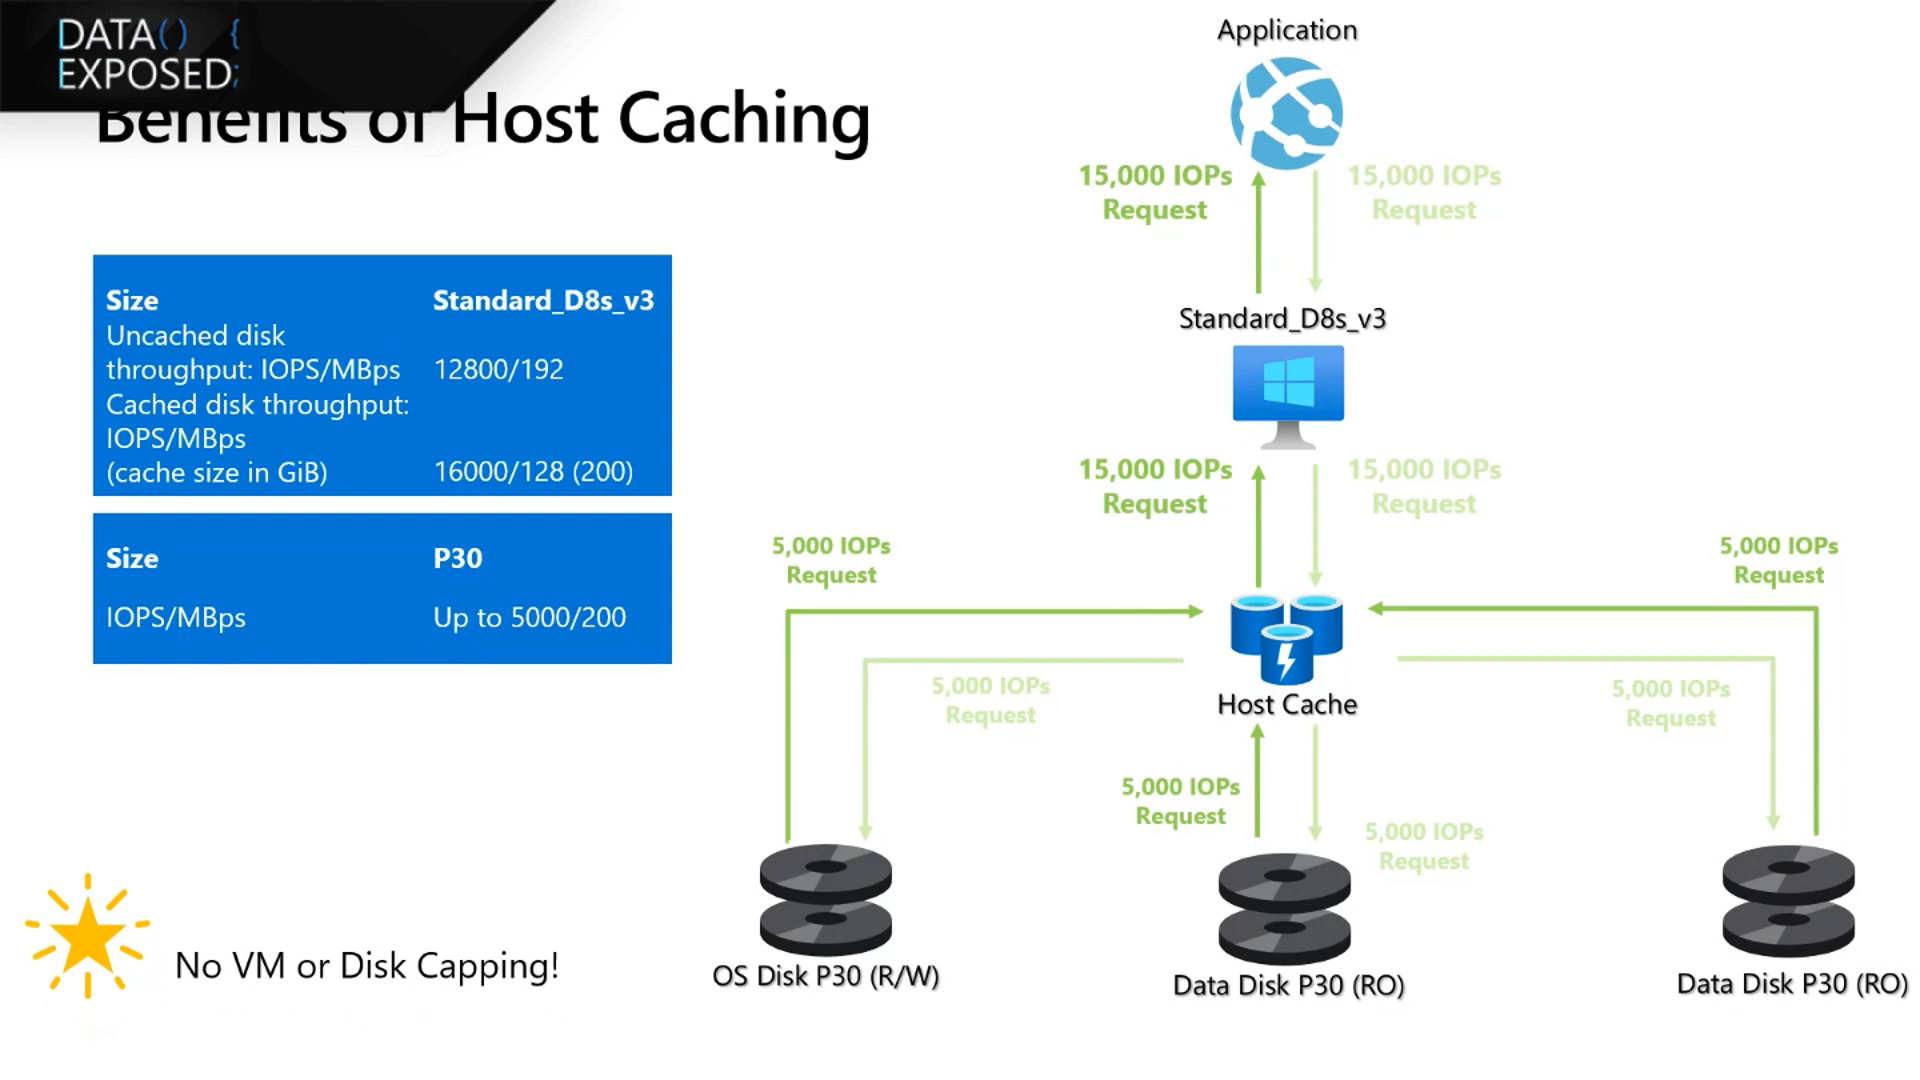 DATA() {
EXPOSED;
Benefits of Host Caching
Size Standard_D8s_v3
Uncached disk
throughput: IOPS/MBps 12800/192
Cached disk throughput:
IOPS/MBps
(cache size in GiB) 16000/128 (200)
Size P30
IOPS/MBps Up to 5000/200
No VM or Disk Capping!
Application
15,000 IOPs
Request
15,000 IOPs
Request
Standard_D8s_v3
15,000 IOPs
Request
15,000 IOPs
Request
5,000 IOPs
Request
5,000 IOPs
Request
5,000 IOPs
Request
Host Cache
5,000 IOPs
Request
5,000 IOPs
Request
5,000 IOPs
Request
OS Disk P30 (R/W)
Data Disk P30 (RO)
Data Disk P30 (RO)